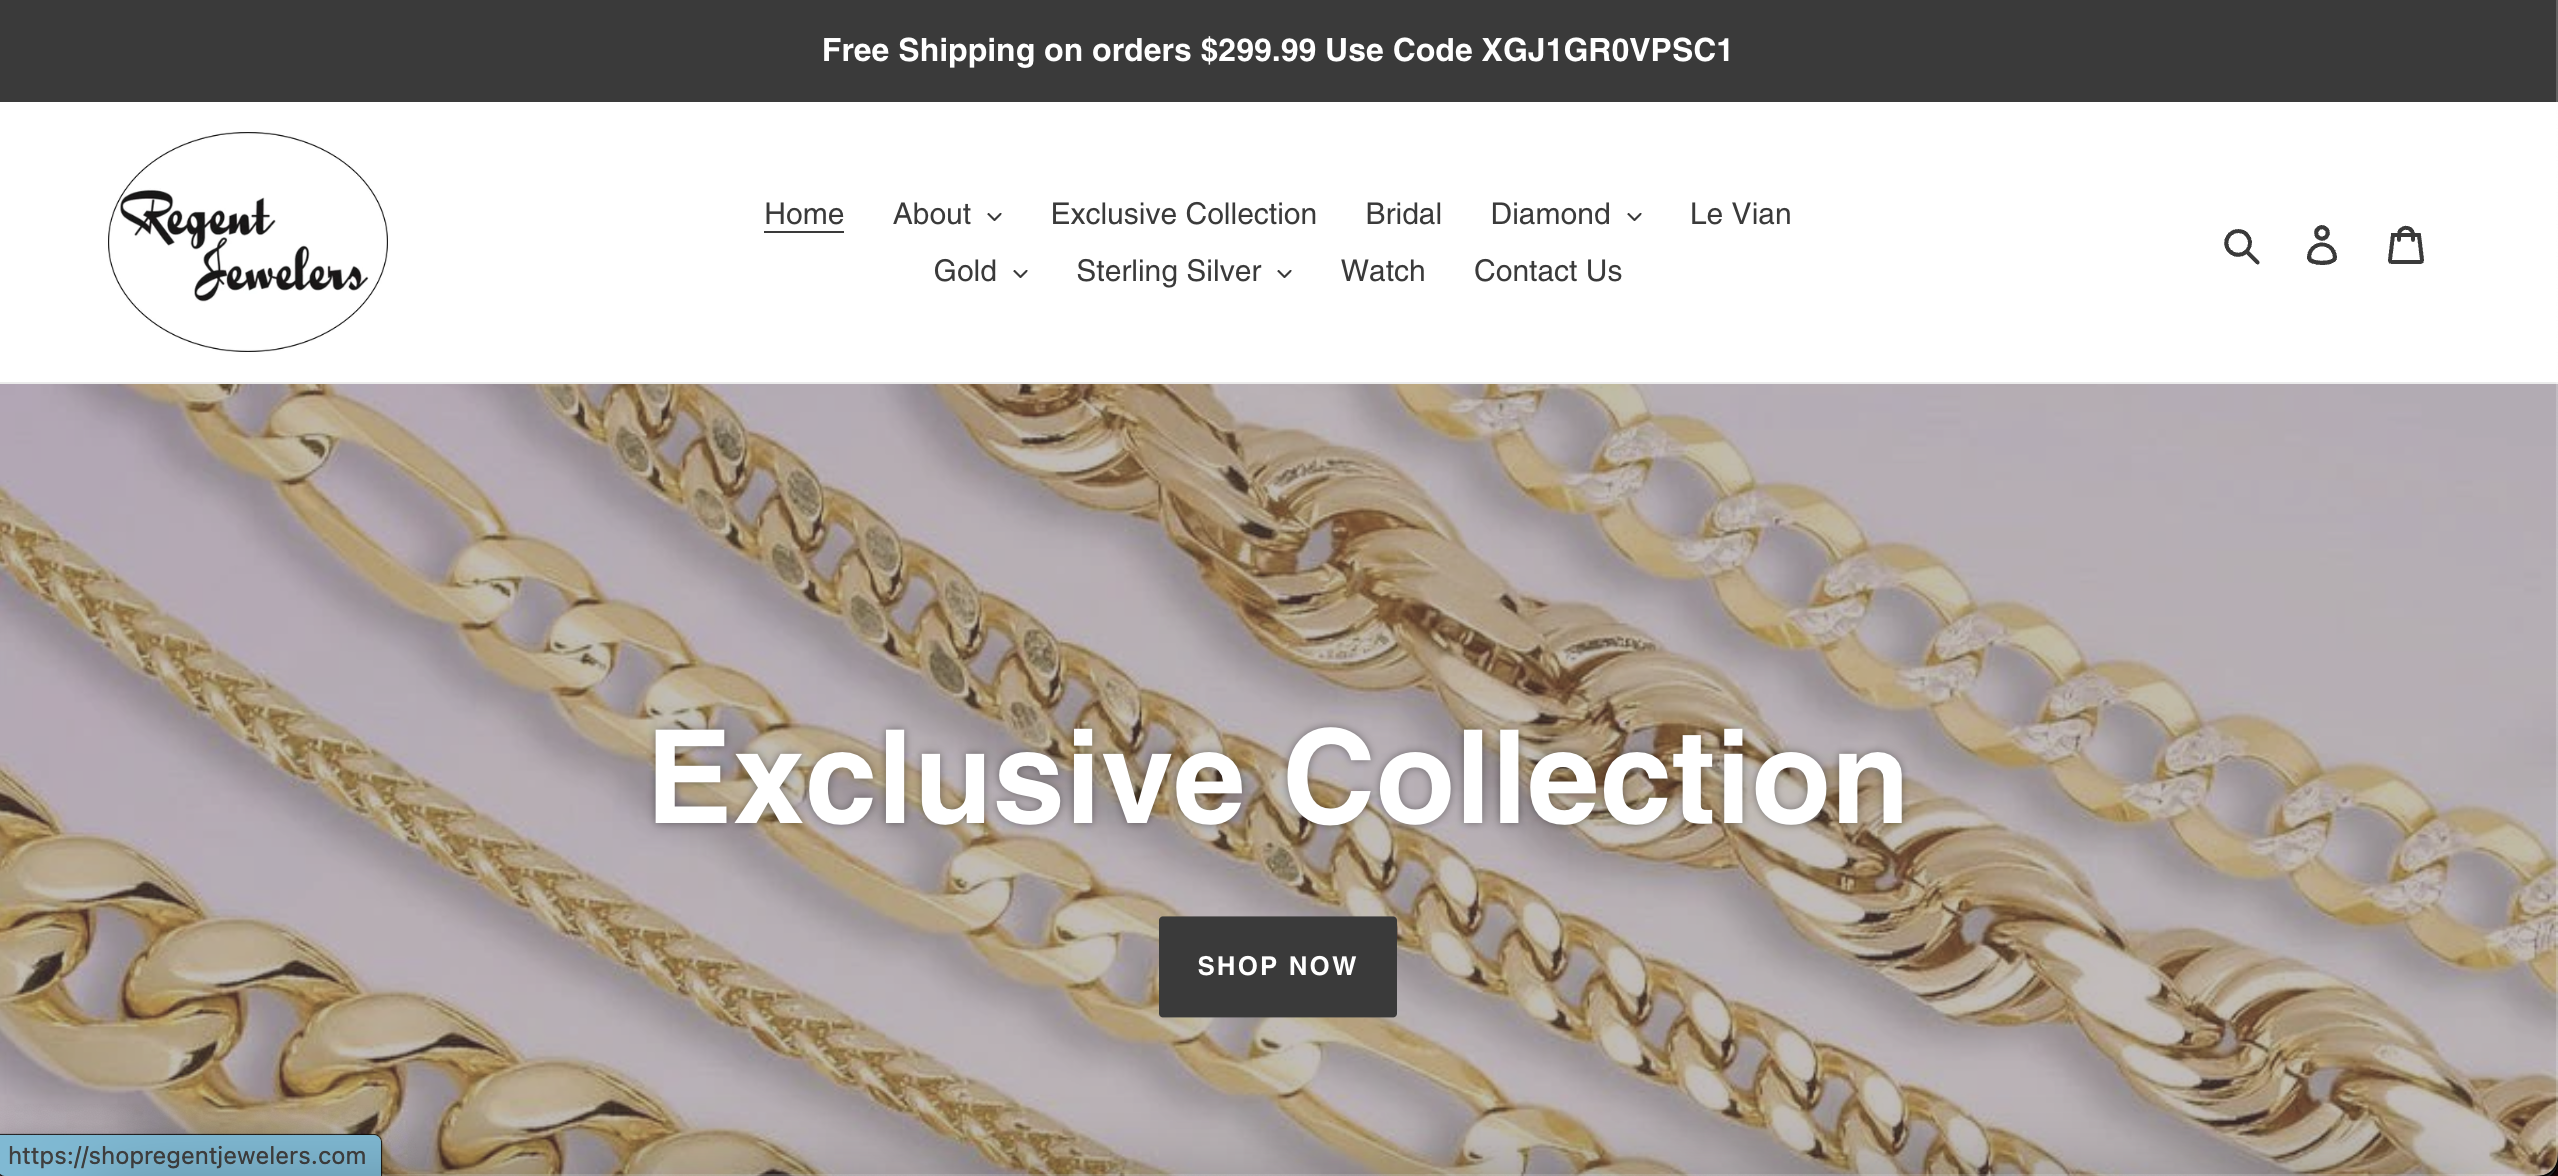 Free Shipping on orders $299.99 Use Code XGJ1GR0VPSC1
Regent
Jewelers
Home About Exclusive Collection Bridal Diamond Le Vian
Gold Sterling Silver Watch Contact Us
Exclusive Collection
SHOP NOW
https://shopregentjewelers.com